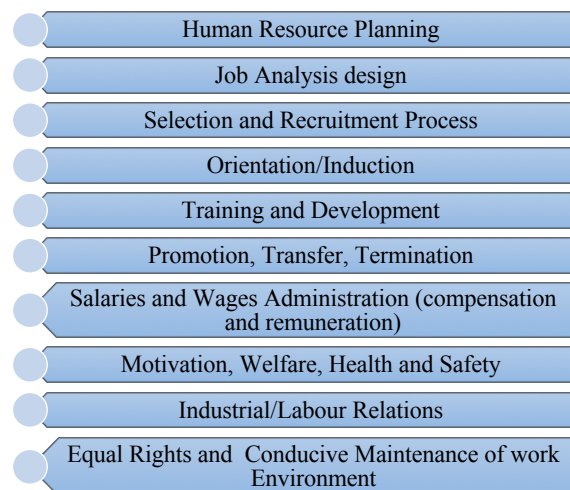 Human Resource Planning
Job Analysis design
Selection and Recruitment Process
Orientation/Induction
Training and Development
Promotion, Transfer, Termination
Salaries and Wages Administration (compensation
and remuneration)
Motivation, Welfare, Health and Safety
Industrial/Labour Relations
Equal Rights and Conducive Maintenance of work
Environment